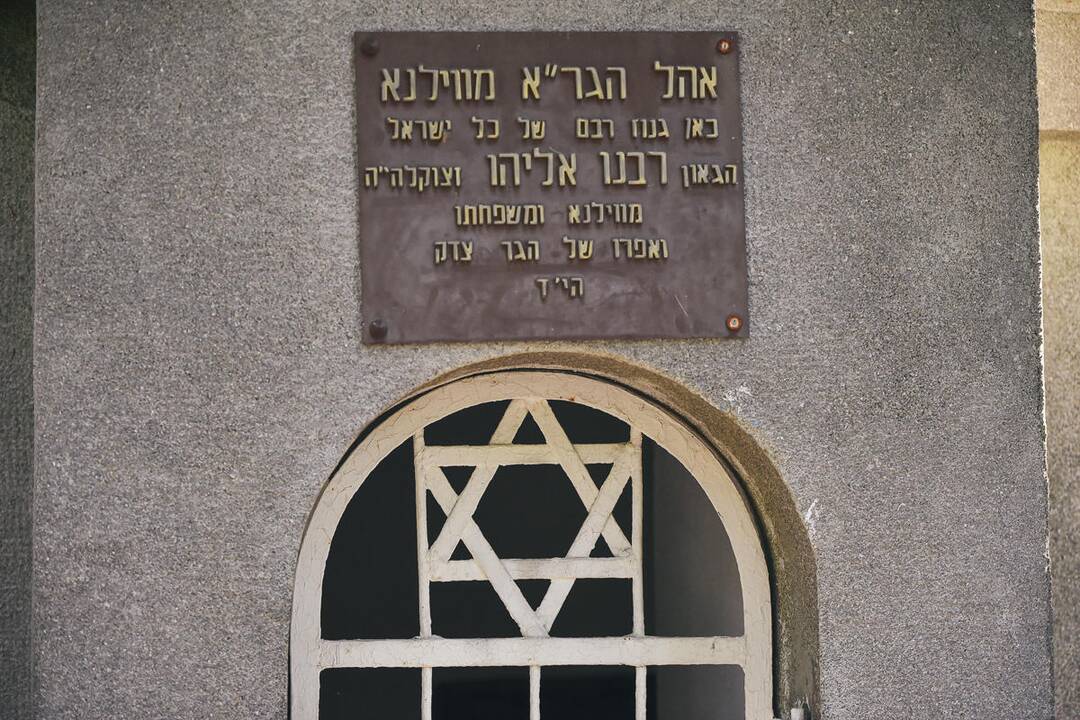 אהל הגר"א מווילנא
כאן גנוז רבם של כל ישראל
הגאון רבנו אליהו זצוקלה"ה
מווילנא ומשפחתו
ואפרו של הגר צדק
הי'ד